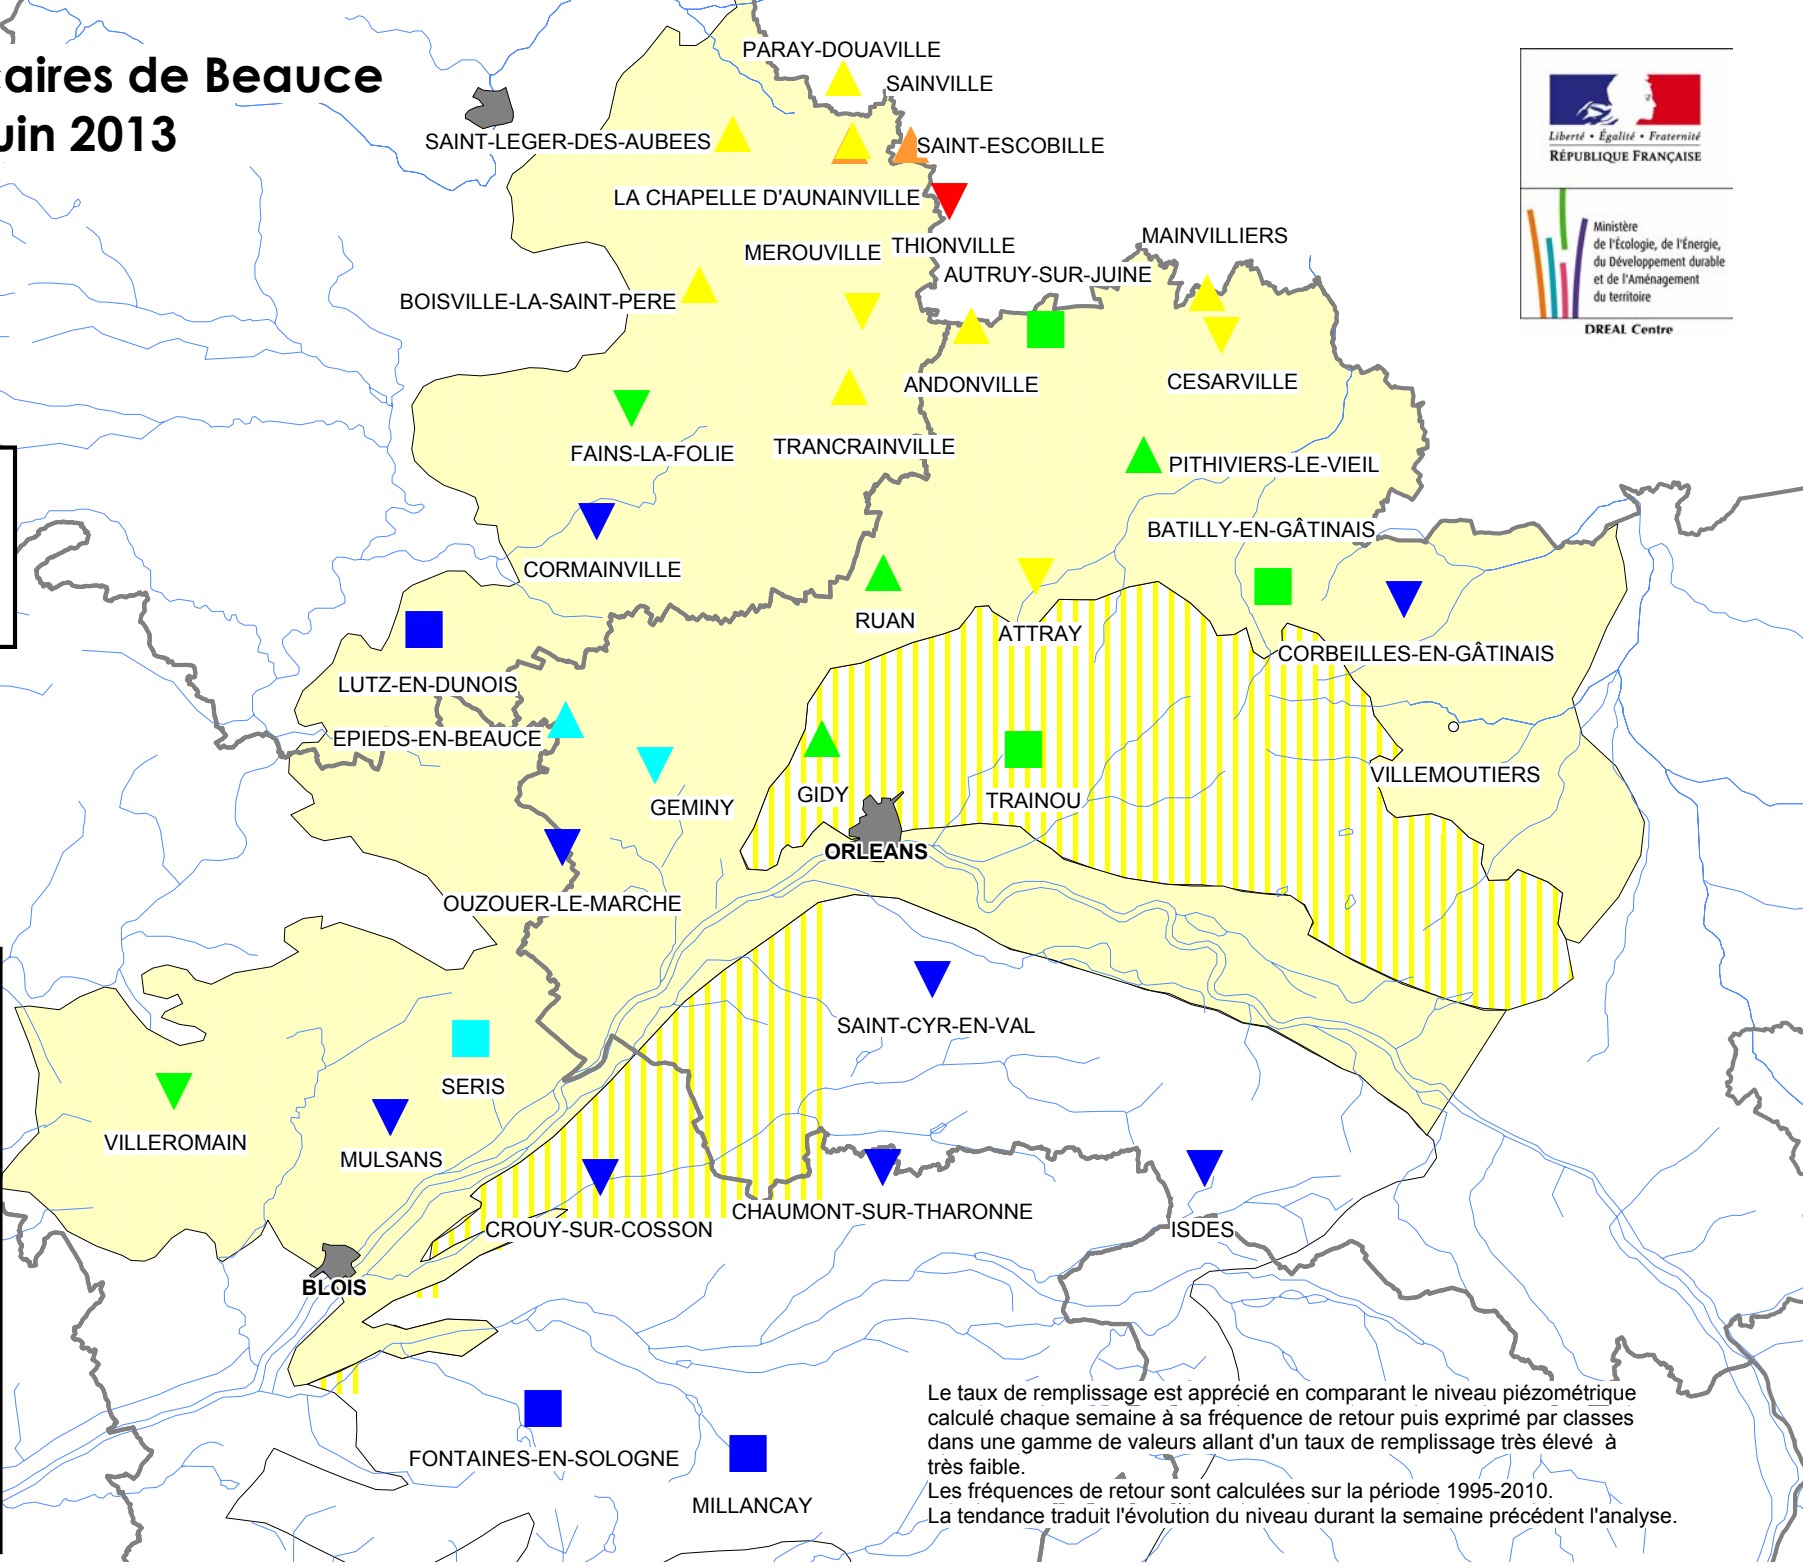 aires de Beauce
uin 2013
PARAY-DOUAVILLE
SAINVILLE
SAINT-LEGER-DES-AUBEES
SAINT-ESCOBILLE
LA CHAPELLE D'AUNAINVILLE
THIONVILLE
MEROUVILLE
MAINVILLIERS
AUTRUY-SUR-JUINE
BOISVILLE-LA-SAINT-PERE
ANDONVILLE
CESARVILLE
FAINS-LA-FOLIE
TRANCRAINVILLE
PITHIVIERS-LE-VIEIL
BATILLY-EN-GÂTINAIS
CORMAINVILLE
RUAN
ATTRAY
CORBEILLES-EN-GÂTINAIS
LUTZ-EN-DUNOIS
EPIEDS-EN-BEAUCE
GEMINY
GIDY
TRAINOU
VILLEMOUTIERS
ORLEANS
OUZOUER-LE-MARCHE
SAINT-CYR-EN-VAL
SERIS
VILLEROMAIN
MULSANS
CROUY-SUR-COSSON
CHAUMONT-SUR-THARONNE
ISDES
BLOIS
FONTAINES-EN-SOLOGNE
MILLANCAY
Liberté • Égalité • Fraternité
RÉPUBLIQUE FRANÇAISE
Ministère
de l'Écologie, de l'Énergie,
du Développement durable
et de l'Aménagement
du territoire
DREAL Centre
Le taux de remplissage est apprécié en comparant le niveau piézométrique
calculé chaque semaine à sa fréquence de retour puis exprimé par classes
dans une gamme de valeurs allant d'un taux de remplissage très élevé à
très faible.
Les fréquences de retour sont calculées sur la période 1995-2010.
La tendance traduit l'évolution du niveau durant la semaine précédent l'analyse.